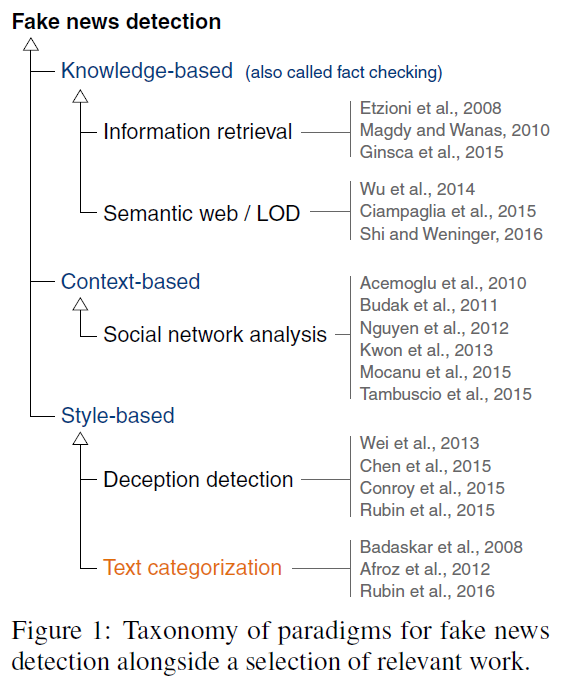 Fake news detection
Knowledge-based (also called fact checking)
Information retrieval
Etzioni et al., 2008
Magdy and Wanas, 2010
Ginsca et al., 2015
Semantic web / LOD
Wu et al., 2014
Ciampaglia et al., 2015
Shi and Weninger, 2016
Context-based
Social network analysis
Acemoglu et al., 2010
Budak et al., 2011
Nguyen et al., 2012
Kwon et al., 2013
Mocanu et al., 2015
Tambuscio et al., 2015
Style-based
Deception detection
Wei et al., 2013
Chen et al., 2015
Conroy et al., 2015
Rubin et al., 2015
Text categorization
Badaskar et al., 2008
Afroz et al., 2012
Rubin et al., 2016
Figure 1: Taxonomy of paradigms for fake news
detection alongside a selection of relevant work.